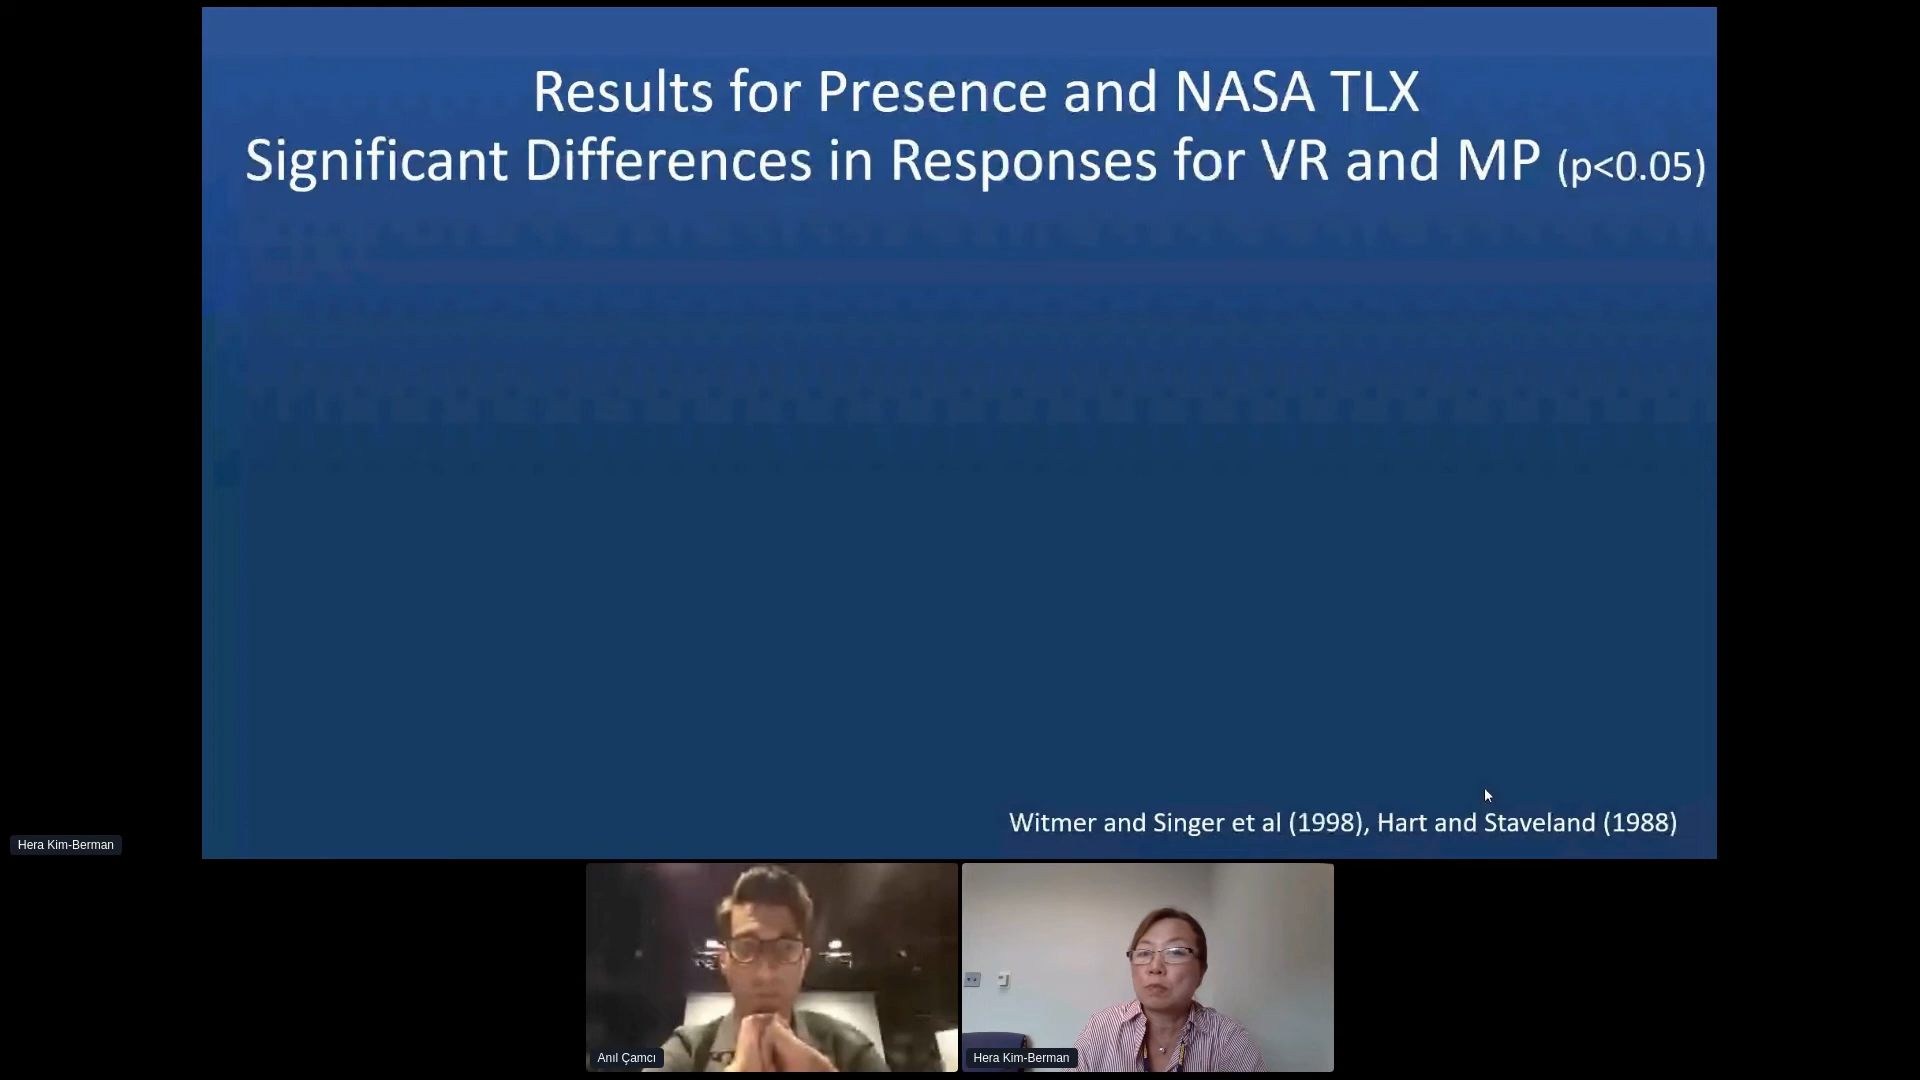 Results for Presence and NASA TLX
Significant Differences in Responses for VR and MP (p<0.05)
Witmer and Singer et al (1998), Hart and Staveland (1988)
Hera Kim-Berman
Anıl Çamcı
Hera Kim-Berman